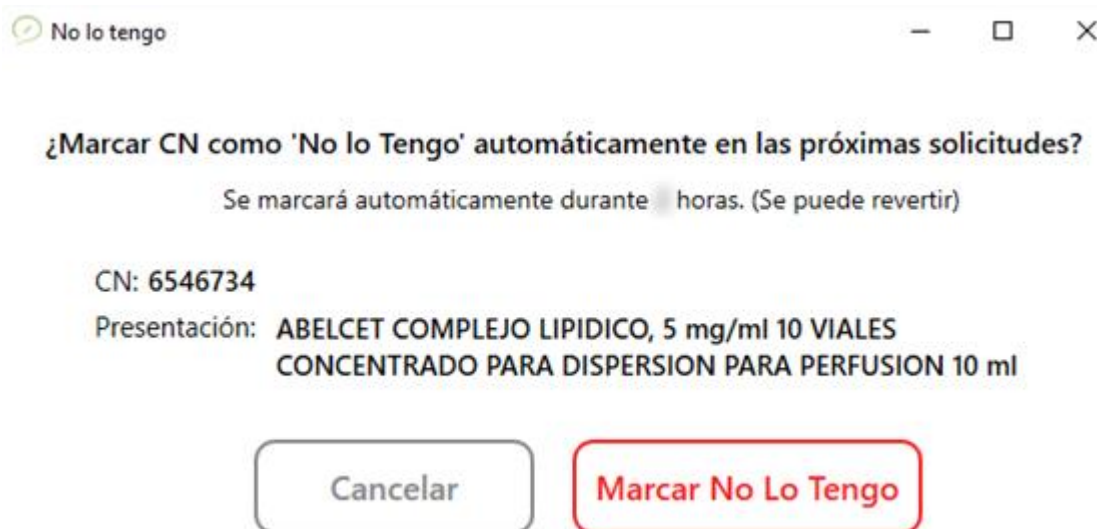 No lo tengo
¿Marcar CN como 'No lo Tengo' automáticamente en las próximas solicitudes?
Se marcará automáticamente durante horas. (Se puede revertir)
CN: 6546734
Presentación: ABELCET COMPLEJO LIPIDICO, 5 mg/ml 10 VIALES
CONCENTRADO PARA DISPERSION PARA PERFUSION 10 ml
Cancelar
Marcar No Lo Tengo